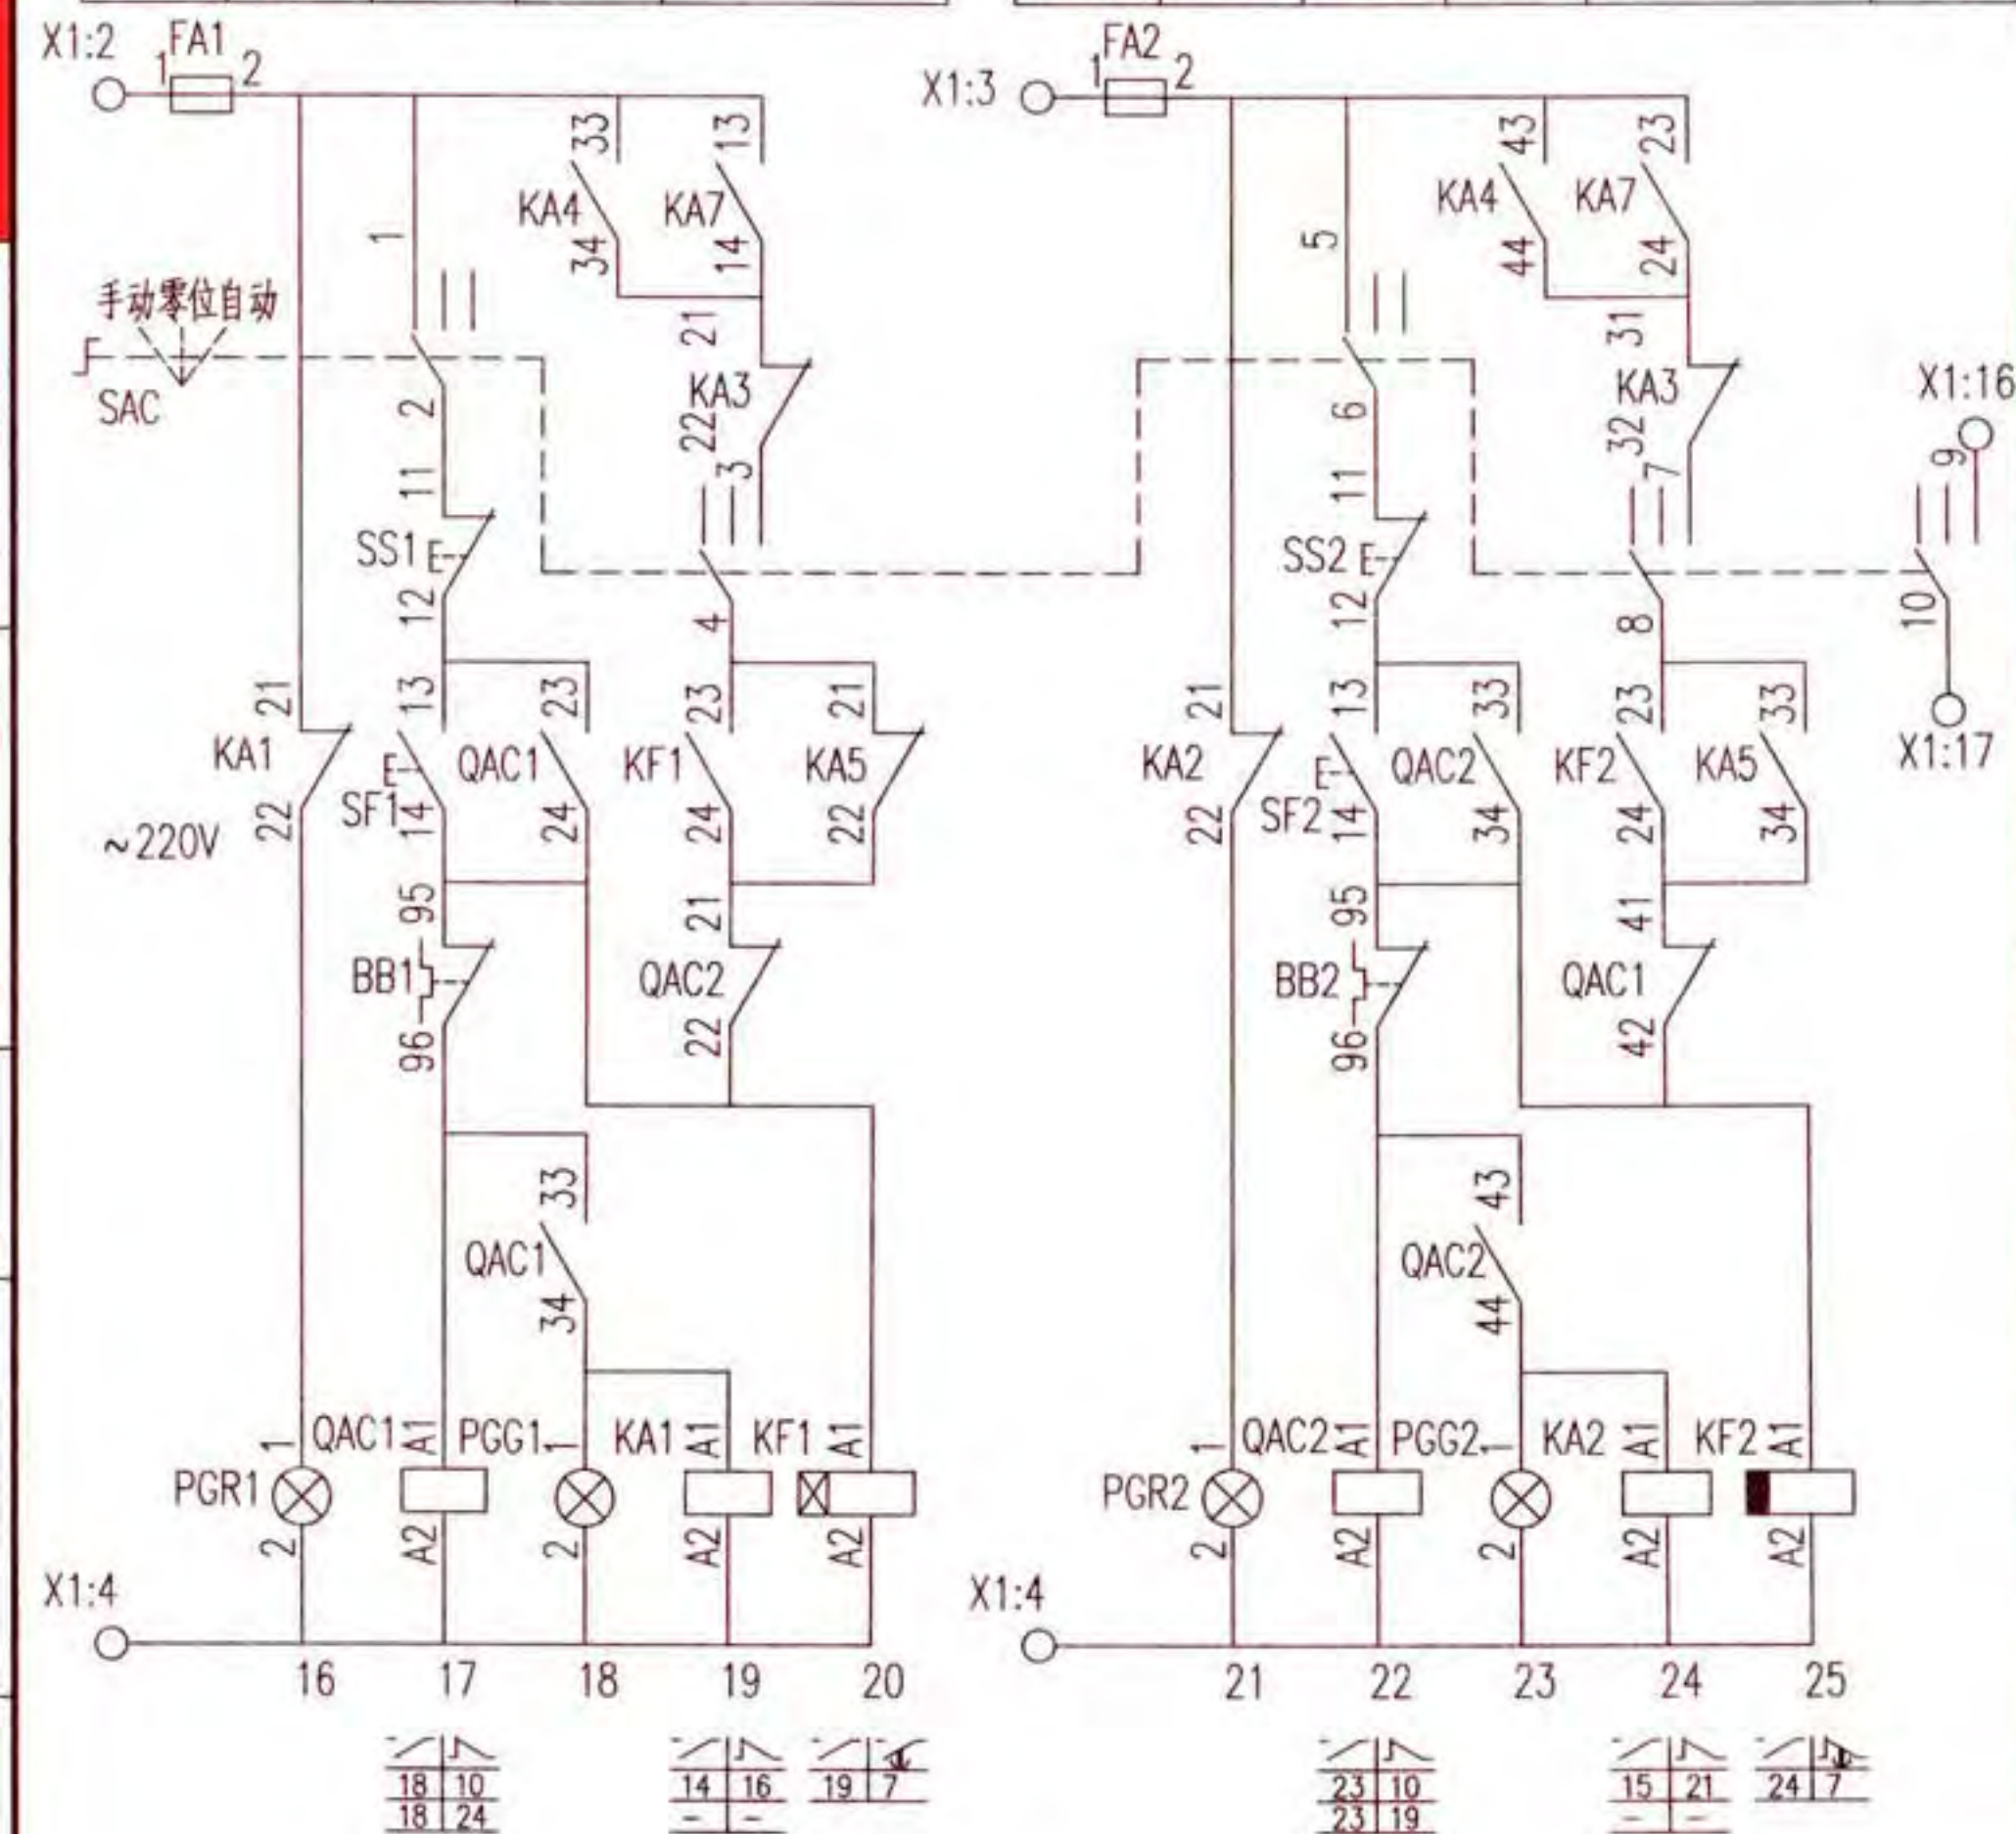 X1:2 FA1 X1:3 FA2
1 2 1 2
33 13 43 23
KA4 KA7 KA4 KA7
1 34 14 5 44 24
手动零位自动
21 31
SAC 2 KA3 6 KA3 X1:16
22 32
11 3 11 7 9
SS1 E SS2 E
12 4 12 8 10
21 13 23 23 21 21 13 33 23 33
KA1 E QAC1 KF1 KA5 KA2 E QAC2 KF2 KA5 X1:17
SF1 SF2
22 14 24 24 22 22 14 34 24 34
~220V
95 21 95 41
BB1 QAC2 BB2 QAC1
96 22 96 42
33 43
QAC1 QAC2
34 44
1 QAC1 A1 PGG1 1 KA1 A1 KF1 A1 1 QAC2 A1 PGG2 1 KA2 A1 KF2 A1
PGR1 PGR2
2 A2 2 A2 A2 2 A2 2 A2 A2
X1:4 X1:4
16 17 18 19 20 21 22 23 24 25
18 10 14 16 19 7 23 10 15 21 24 7
18 24 - - 23 19 - -